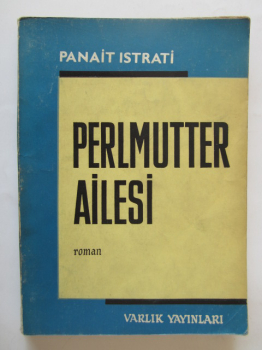 PANAİT ISTRATİ
PERLMUTTER
AİLESİ
roman
VARLIK YAYINLARI